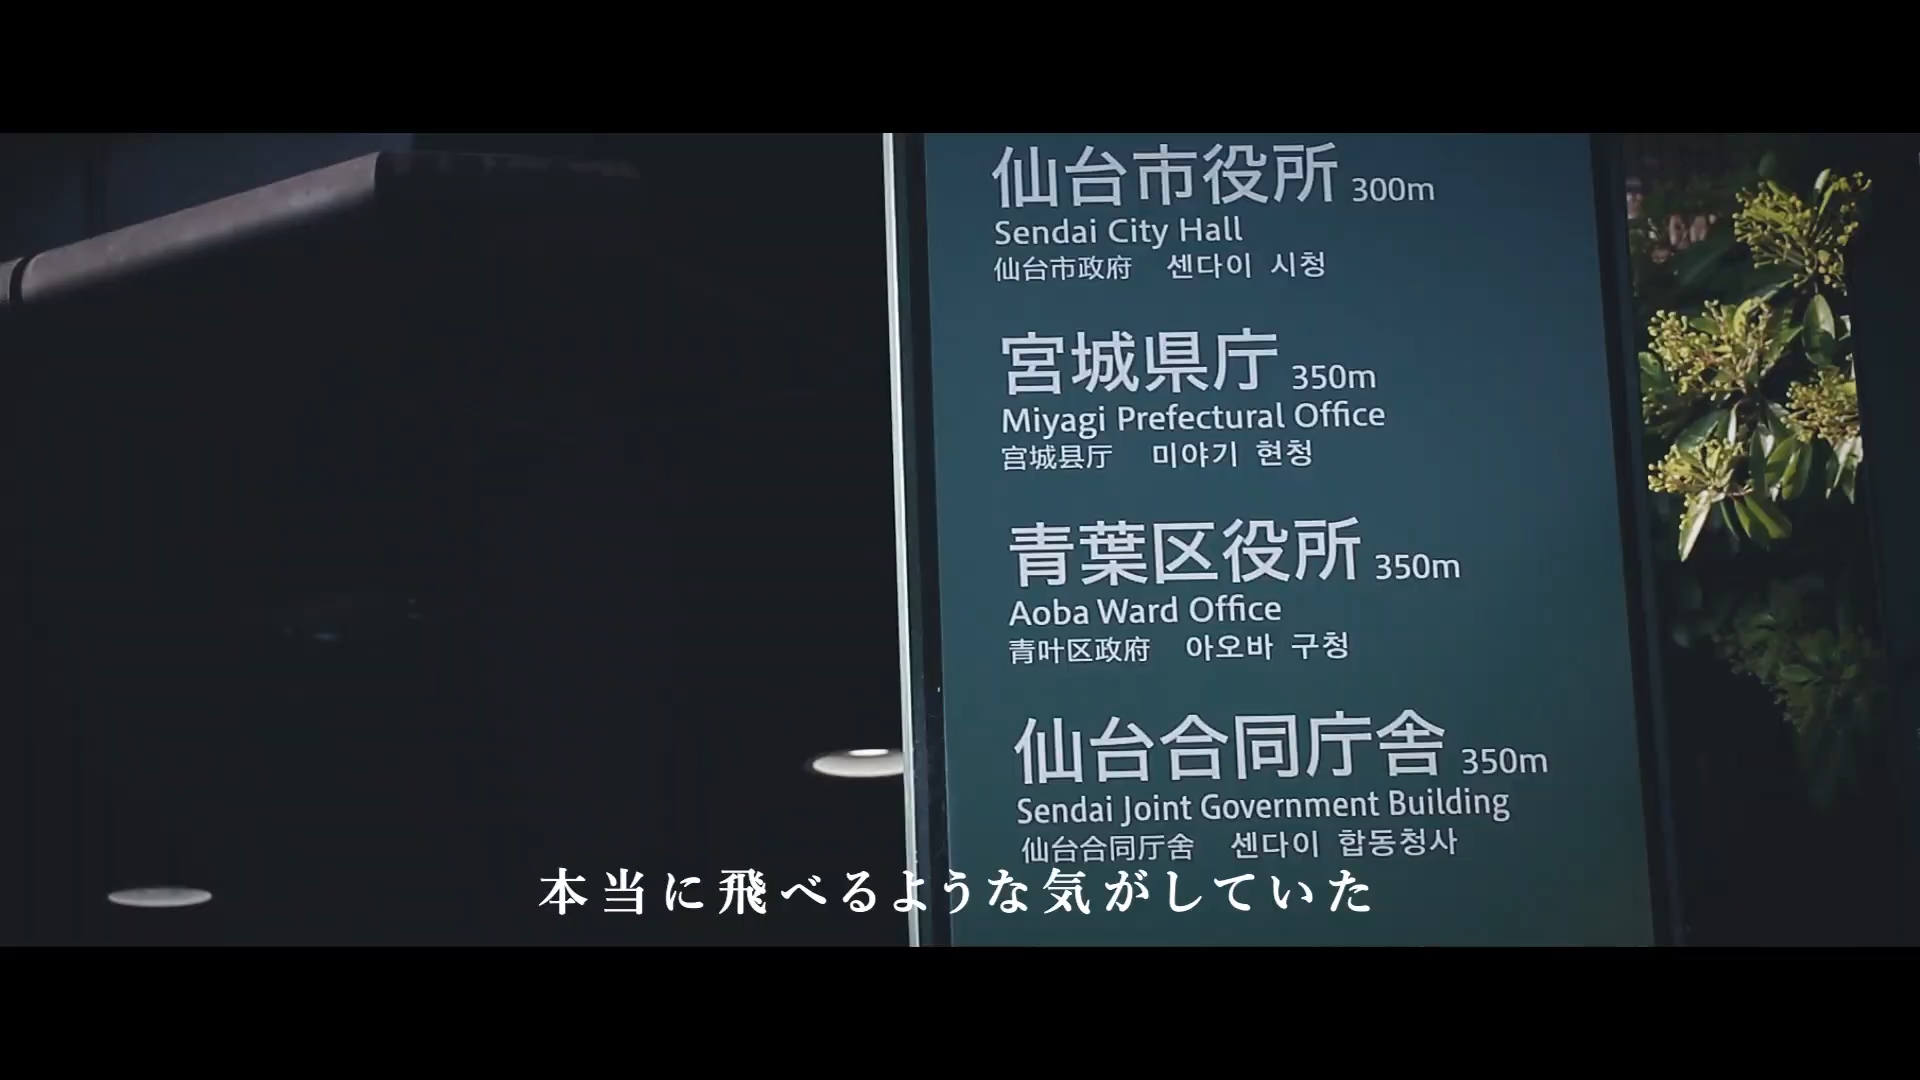 仙台市役所 300m
Sendai City Hall
仙台市政府 센다이 시청
宮城県庁 350m
Miyagi Prefectural Office
宫城县厅 미야기 현청
青葉区役所 350m
Aoba Ward Office
青叶区政府 아오바 구청
仙台合同庁舎 350m
Sendai Joint Government Building
仙台合同厅舍 센다이 합동청사
本当に飛べるような気がしていた